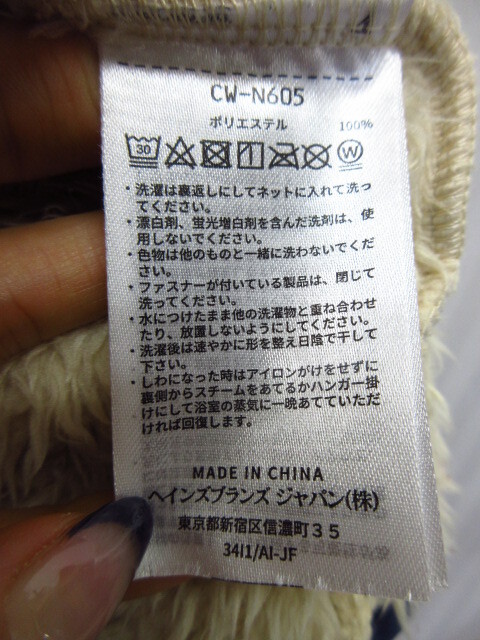 CW-N605
ポリエステル 100%
30 W
・洗濯は裏返しにしてネットに入れて洗っ
てください。
・漂白剤、蛍光増白剤を含んだ洗剤は、使
用しないでください。
・色物は他のものと一緒に洗わないでくだ
さい。
・ファスナーが付いている製品は、閉じて
洗ってください。
・水につけたまま他の洗濯物と重ね合わせ
たり、放置しないようにしてください。
・洗濯後は速やかに形を整え日陰で干して
下さい。
・しわになった時はアイロンがけをせずに
裏側からスチームをあてるかハンガー掛
けにして浴室の蒸気に一晩あてていただ
ければ回復します。
MADE IN CHINA
ヘインズブランズ ジャパン(株)
東京都新宿区信濃町35
34I1/AI-JF